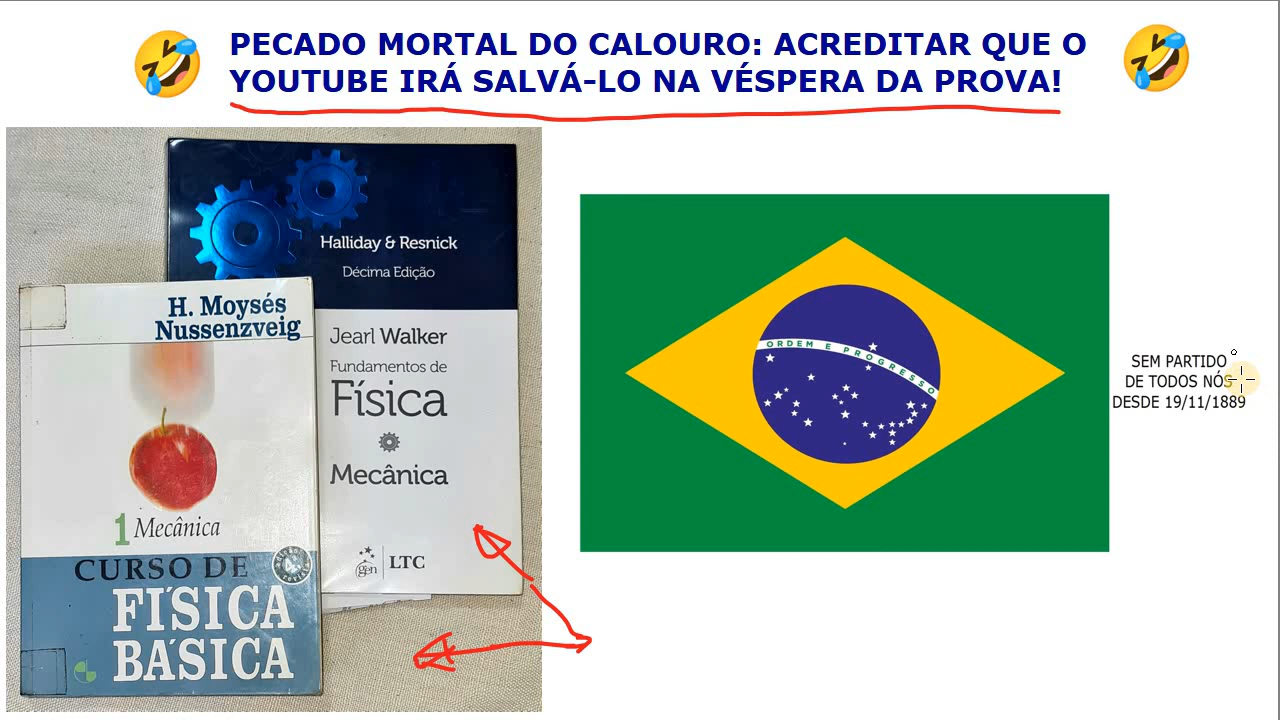 PECADO MORTAL DO CALOURO: ACREDITAR QUE O
YOUTUBE IRÁ SALVÁ-LO NA VÉSPERA DA PROVA!
Halliday & Resnick
Décima Edição
Jearl Walker
Fundamentos de
Física
Mecânica
gen LTC
H. Moysés
Nussenzveig
1 Mecânica
CURSO DE
FÍSICA
BÁSICA
ORDEM E PROGRESSO
SEM PARTIDO
DE TODOS NÓS
DESDE 19/11/1889